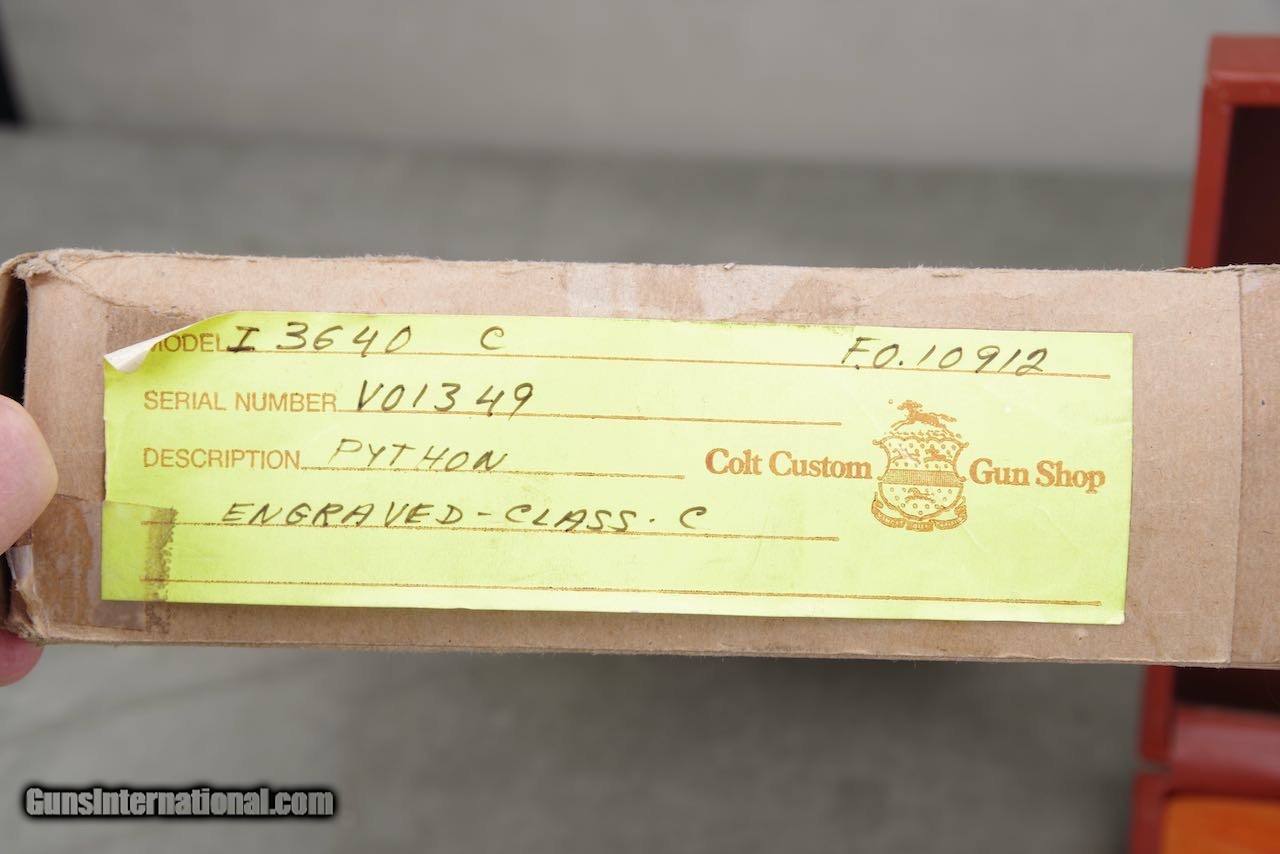 MODEL I 3640 C F.O. 10912
SERIAL NUMBER V01349
DESCRIPTION PYTHON
Colt Custom Gun Shop
ENGRAVED - CLASS. C
GunsInternational.com